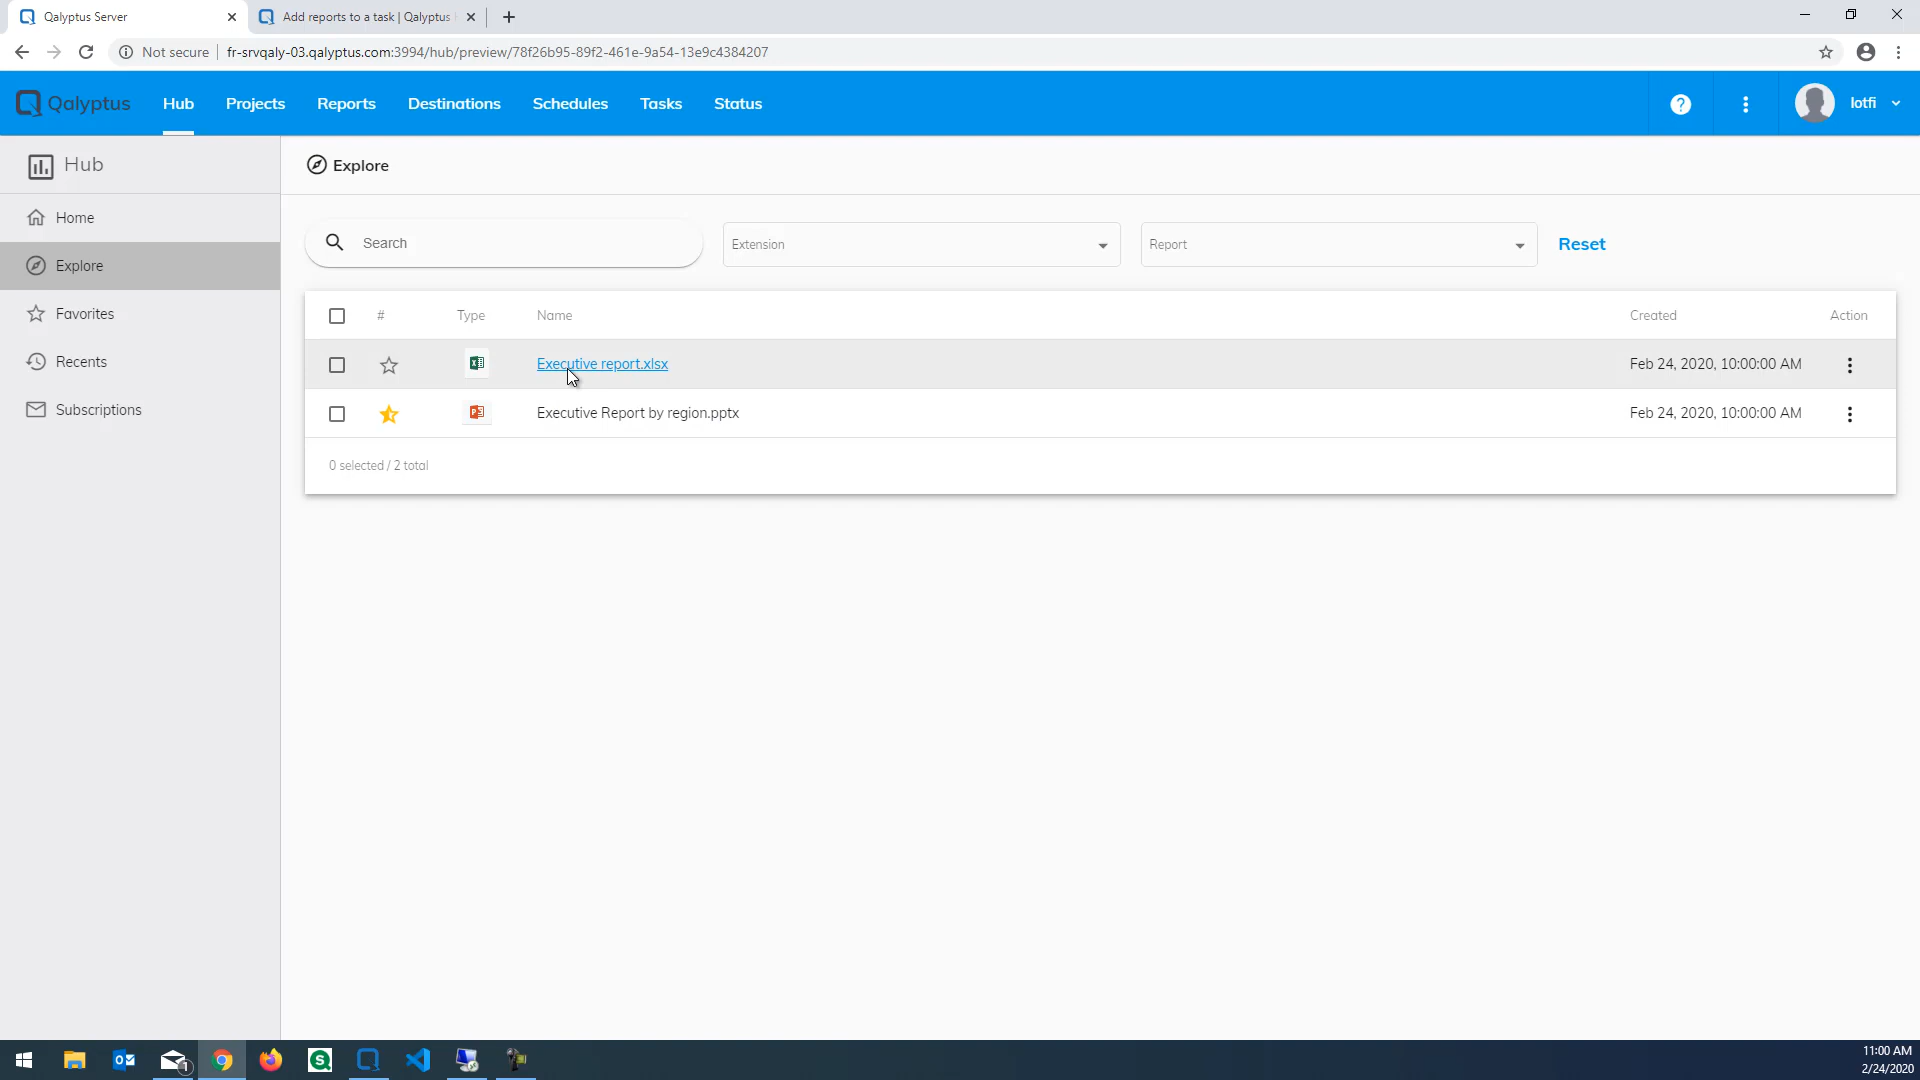 Qalyptus Server
Add reports to a task | Qalyptus
Not secure
fr-srvqaly-03.qalyptus.com:3994/hub/preview/78f26b95-89f2-461e-9a54-13e9c4384207
Qalyptus Hub Projects Reports Destinations Schedules Tasks Status ? lotfi
Hub
Explore
Home
Explore
Favorites
Recents
Subscriptions
Search Extension Report Reset
# Type Name Created Action
Executive report.xlsx Feb 24, 2020, 10:00:00 AM
Executive Report by region.pptx Feb 24, 2020, 10:00:00 AM
0 selected / 2 total
1
11:00 AM
2/24/2020